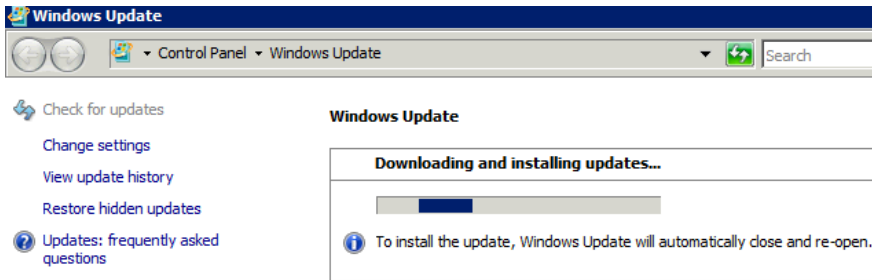 Windows Update
Control Panel Windows Update
Search
Check for updates
Change settings
View update history
Restore hidden updates
Updates: frequently asked
questions
Windows Update
Downloading and installing updates...
To install the update, Windows Update will automatically close and re-open.